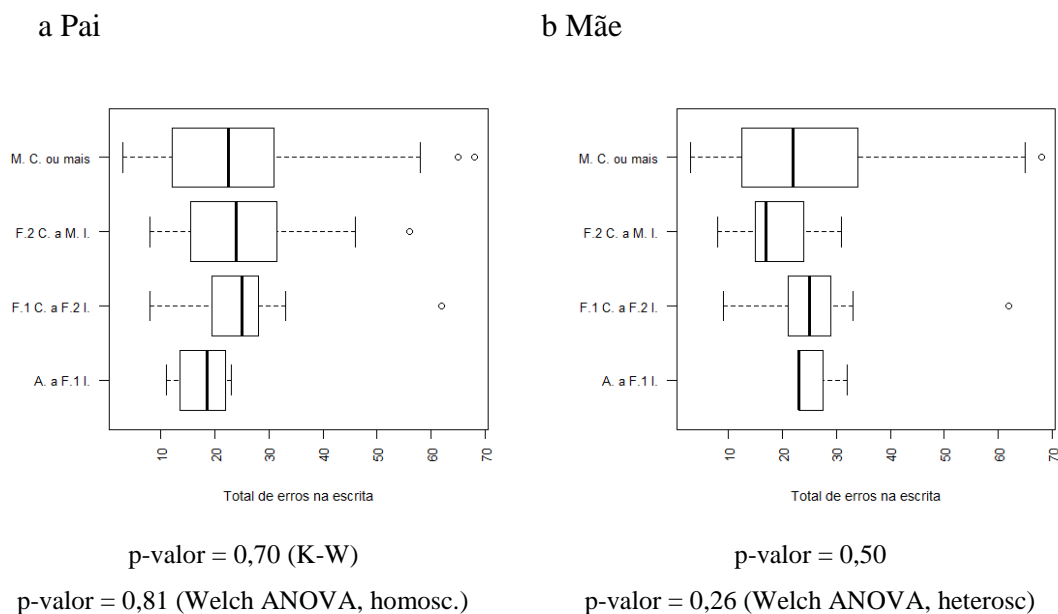 a Pai
M. C. ou mais
F.2 C. a M. I.
F.1 C. a F.2 I.
A. a F.1 I.
10 20 30 40 50 60 70
Total de erros na escrita
p-valor = 0,70 (K-W)
p-valor = 0,81 (Welch ANOVA, homosc.)
b Mãe
M. C. ou mais
F.2 C. a M. I.
F.1 C. a F.2 I.
A. a F.1 I.
10 20 30 40 50 60 70
Total de erros na escrita
p-valor = 0,50
p-valor = 0,26 (Welch ANOVA, heterosc)